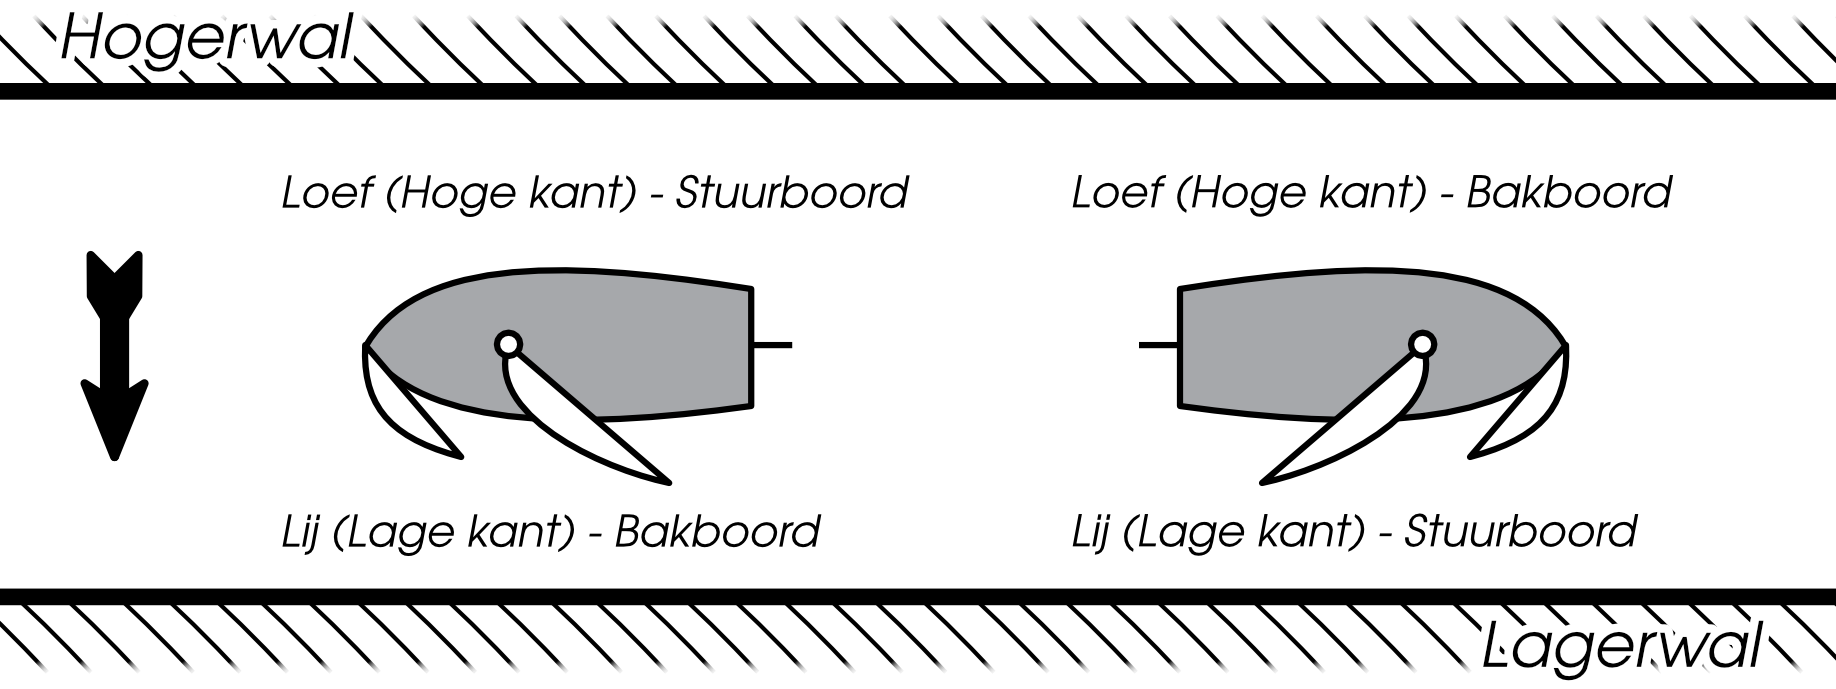 Hogerwal
Loef (Hoge kant) - Stuurboord
Loef (Hoge kant) - Bakboord
Lij (Lage kant) - Bakboord
Lij (Lage kant) - Stuurboord
Lagerwal